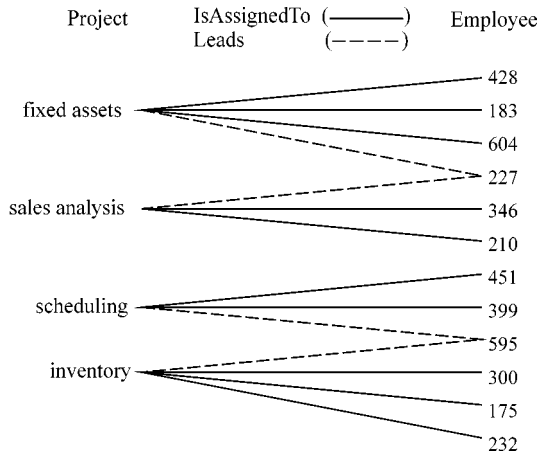 Project IsAssignedTo ( ) Employee
Leads ( )
428
fixed assets 183
604
227
sales analysis 346
210
451
scheduling 399
595
inventory 300
175
232